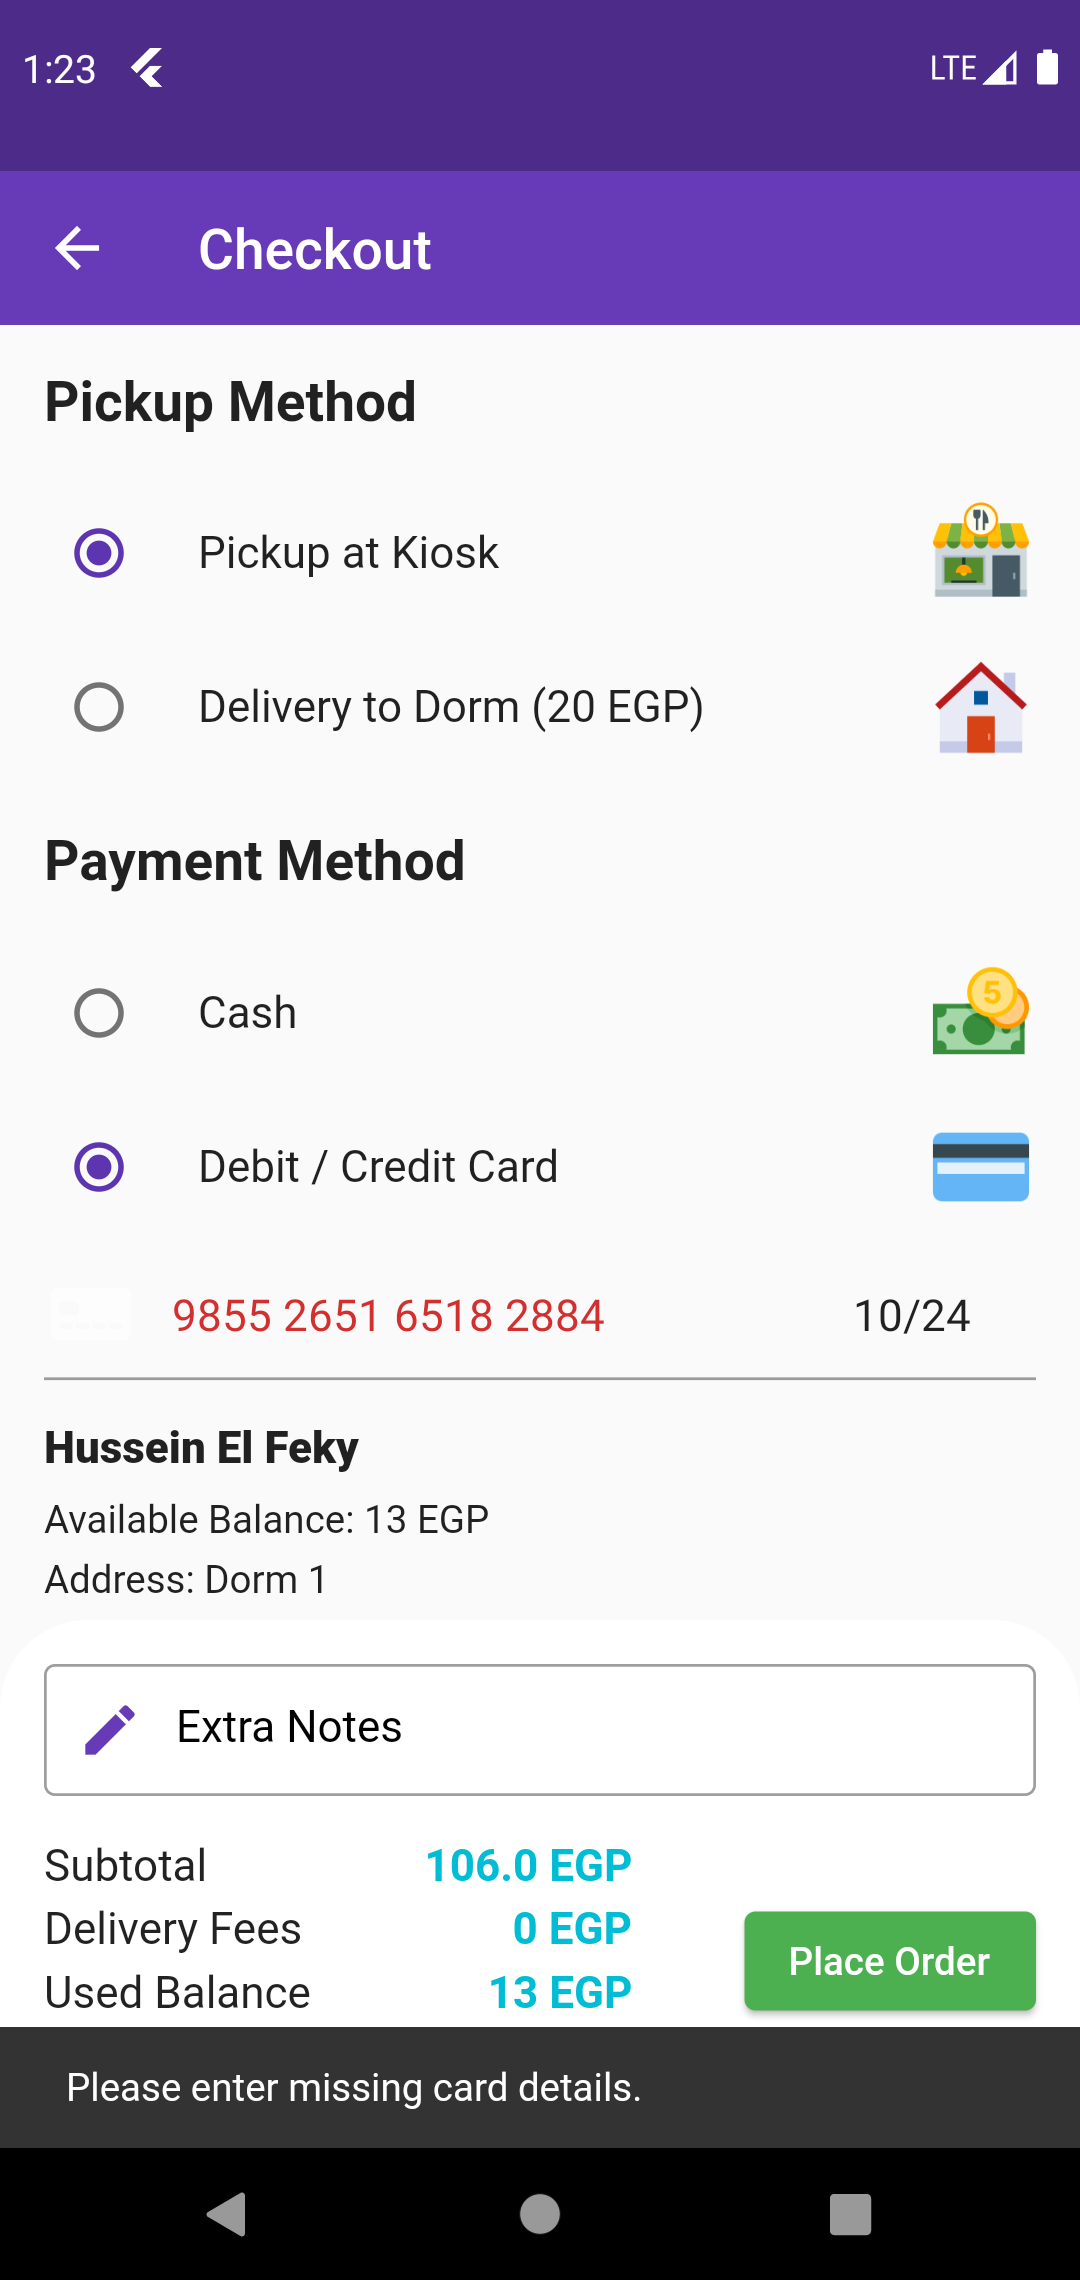 1:23 LTE
Checkout
Pickup Method
Pickup at Kiosk
Delivery to Dorm (20 EGP)
Payment Method
Cash
5
Debit / Credit Card
9855 2651 6518 2884 10/24
Hussein El Feky
Available Balance: 13 EGP
Address: Dorm 1
Extra Notes
Subtotal 106.0 EGP
Delivery Fees 0 EGP
Place Order
Used Balance 13 EGP
Please enter missing card details.